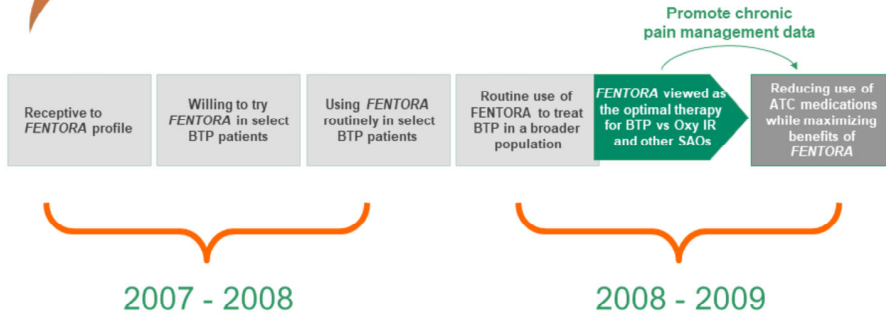 Promote chronic
pain management data
Receptive to
FENTORA profile
Willing to try
FENTORA in select
BTP patients
Using FENTORA
routinely in select
BTP patients
Routine use of
FENTORA to treat
BTP in a broader
population
FENTORA viewed as
the optimal therapy
for BTP vs Oxy IR
and other SAOs
Reducing use of
ATC medications
while maximizing
benefits of
FENTORA
2007 - 2008
2008 - 2009